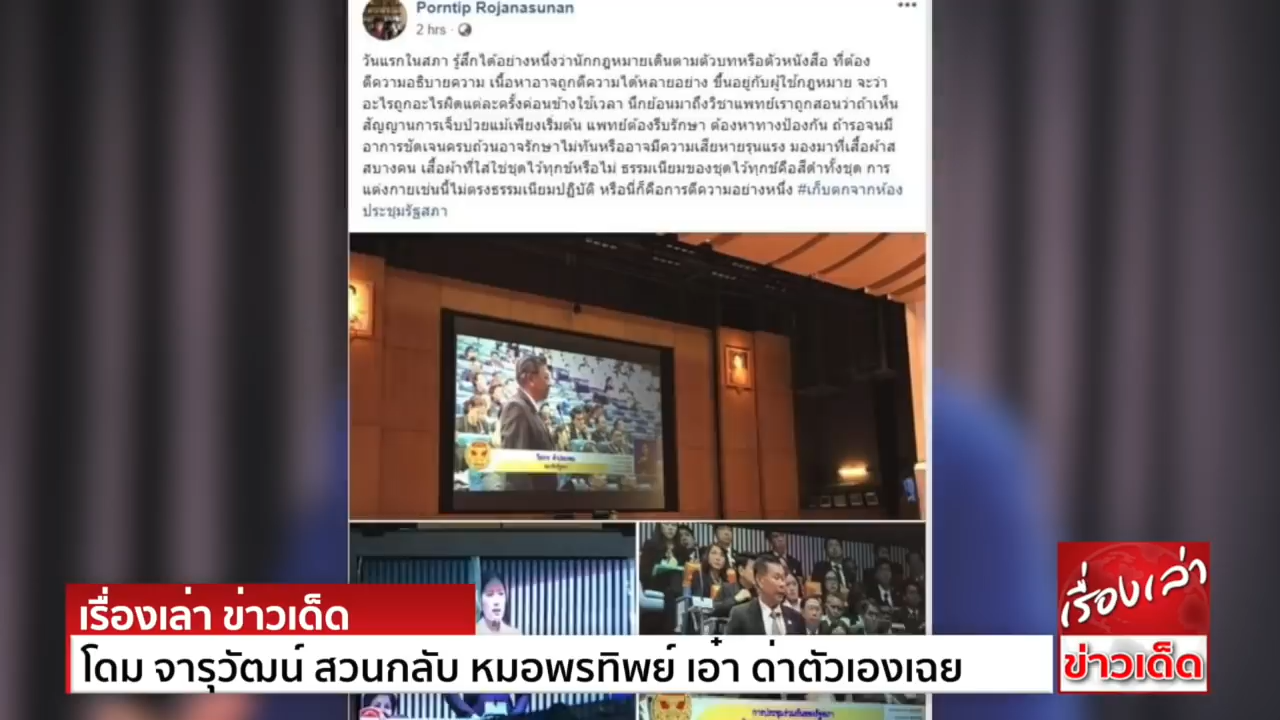 Porntip Rojanasunan
2 hrs
วันแรกในสภา รู้สึกได้อย่างหนึ่งว่านักกฎหมายเดินตามตัวบทหรือตัวหนังสือ ที่ต้อง
ตีความอธิบายความ เนื้อหาอาจถูกตีความได้หลายอย่าง ขึ้นอยู่กับผู้ใช้กฎหมาย จะว่า
อะไรถูกอะไรผิดแต่ละครั้งค่อนข้างใช้เวลา นึกย้อนมาถึงวิชาแพทย์เราถูกสอนว่าถ้าเห็น
สัญญานการเจ็บป่วยแม้เพียงเริ่มต้น แพทย์ต้องรีบรักษา ต้องหาทางป้องกัน ถ้ารอจนมี
อาการชัดเจนครบถ้วนอาจรักษาไม่ทันหรืออาจมีความเสียหายรุนแรง มองมาที่เสื้อผ้าส
สบางคน เสื้อผ้าที่ใส่ใช่ชุดไว้ทุกข์หรือไม่ ธรรมเนียมของชุดไว้ทุกข์คือสีดำทั้งชุด การ
แต่งกายเช่นนี้ไม่ตรงธรรมเนียมปฏิบัติ หรือนี่ก็คือการตีความอย่างหนึ่ง #เก็บตกจากห้อง
ประชุมรัฐสภา
เรื่องเล่า ข่าวเด็ด
โดม จารุวัฒน์ สวนกลับ หมอพรทิพย์ เอ๋า ด่าตัวเองเฉย
เรื่องเล่า
ข่าวเด็ด
การประชุมร่วมกันของรัฐสภา